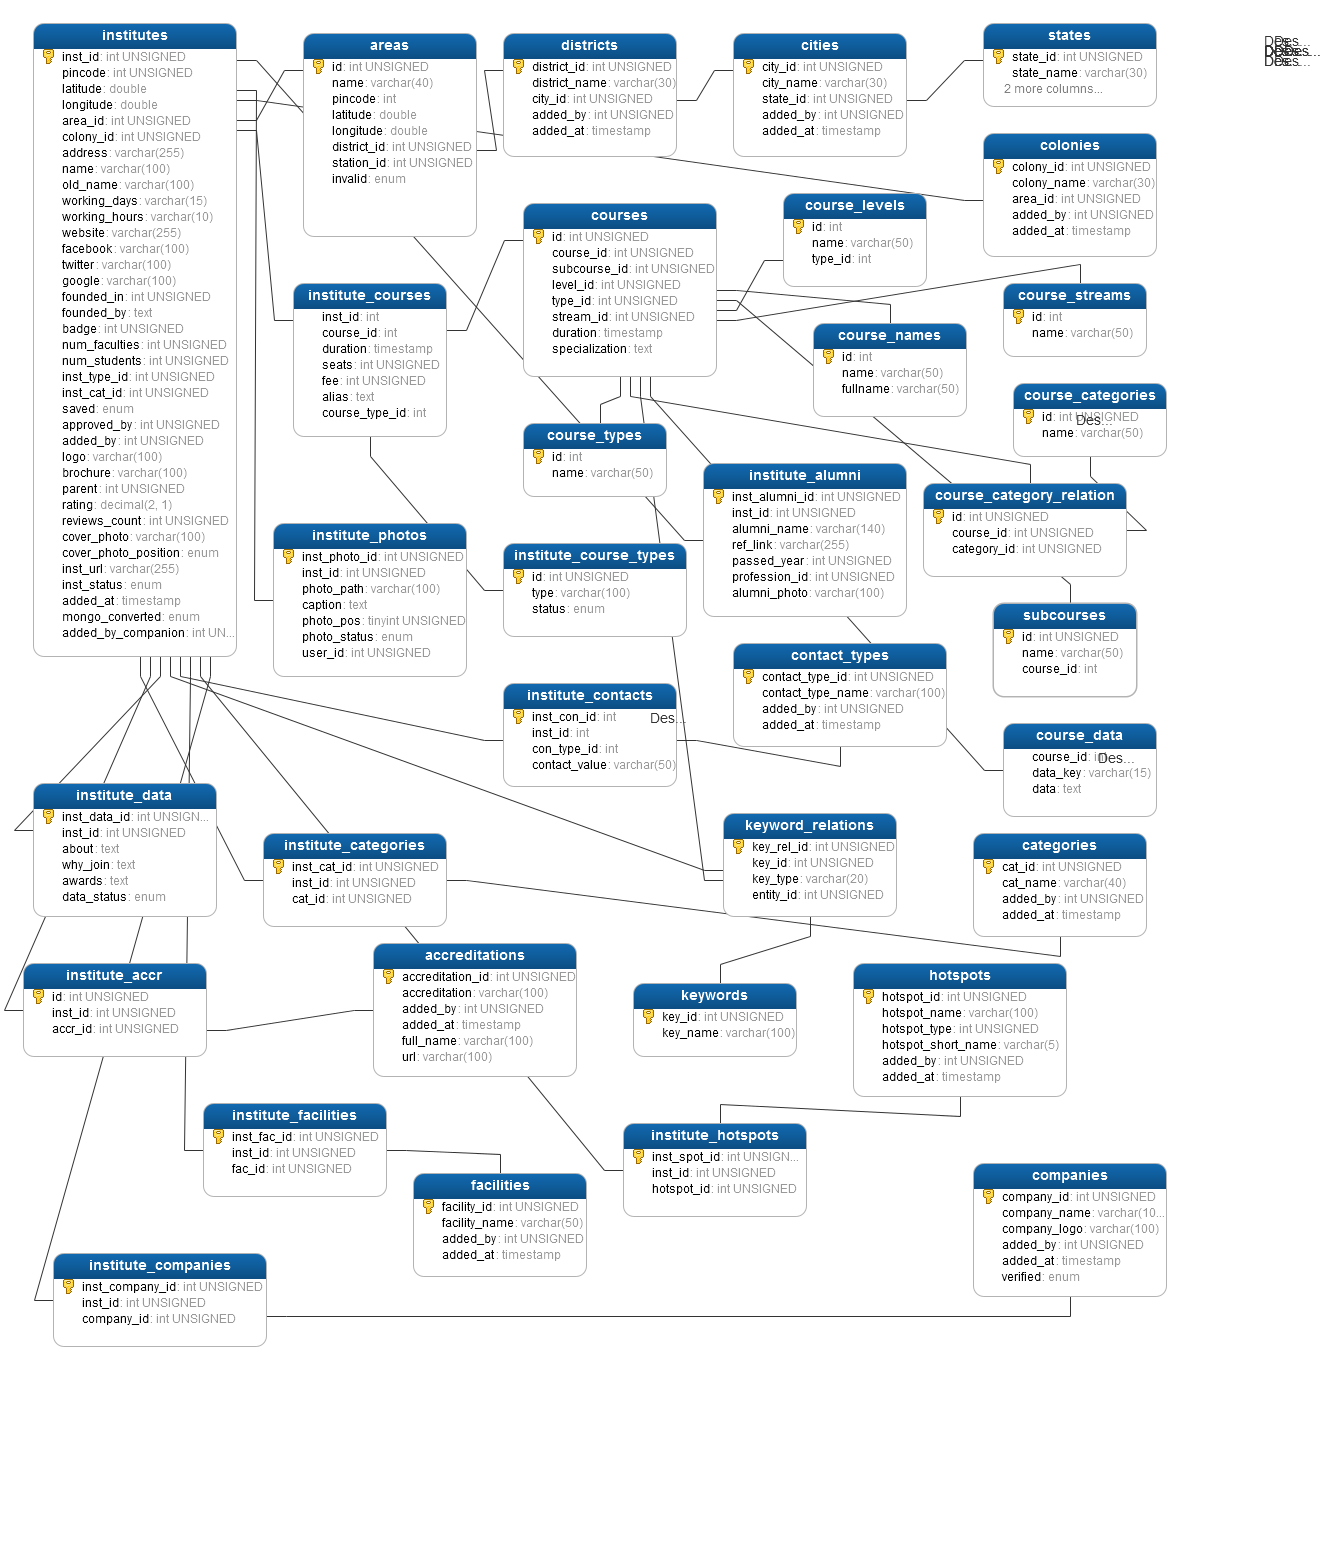 institutes
inst_id: int UNSIGNED
pincode: int UNSIGNED
latitude: double
longitude: double
area_id: int UNSIGNED
colony_id: int UNSIGNED
address: varchar(255)
name: varchar(100)
old_name: varchar(100)
working_days: varchar(15)
working_hours: varchar(10)
website: varchar(255)
facebook: varchar(100)
twitter: varchar(100)
google: varchar(100)
founded_in: int UNSIGNED
founded_by: text
badge: int UNSIGNED
num_faculties: int UNSIGNED
num_students: int UNSIGNED
inst_type_id: int UNSIGNED
inst_cat_id: int UNSIGNED
saved: enum
approved_by: int UNSIGNED
added_by: int UNSIGNED
logo: varchar(100)
brochure: varchar(100)
parent: int UNSIGNED
rating: decimal(2, 1)
reviews_count: int UNSIGNED
cover_photo: varchar(100)
cover_photo_position: enum
inst_url: varchar(255)
inst_status: enum
added_at: timestamp
mongo_converted: enum
added_by_companion: int UN...
areas
id: int UNSIGNED
name: varchar(40)
pincode: int
latitude: double
longitude: double
district_id: int UNSIGNED
station_id: int UNSIGNED
invalid: enum
districts
district_id: int UNSIGNED
district_name: varchar(30)
city_id: int UNSIGNED
added_by: int UNSIGNED
added_at: timestamp
cities
city_id: int UNSIGNED
city_name: varchar(30)
state_id: int UNSIGNED
added_by: int UNSIGNED
added_at: timestamp
states
state_id: int UNSIGNED
state_name: varchar(30)
2 more columns...
colonies
colony_id: int UNSIGNED
colony_name: varchar(30)
area_id: int UNSIGNED
added_by: int UNSIGNED
added_at: timestamp
courses
id: int UNSIGNED
course_id: int UNSIGNED
subcourse_id: int UNSIGNED
level_id: int UNSIGNED
type_id: int UNSIGNED
stream_id: int UNSIGNED
duration: timestamp
specialization: text
course_levels
id: int
name: varchar(50)
type_id: int
institute_courses
inst_id: int
course_id: int
duration: timestamp
seats: int UNSIGNED
fee: int UNSIGNED
alias: text
course_type_id: int
course_streams
id: int
name: varchar(50)
course_names
id: int
name: varchar(50)
fullname: varchar(50)
course_categories
id: int UNSIGNED
Des...
name: varchar(50)
course_types
id: int
name: varchar(50)
institute_alumni
inst_alumni_id: int UNSIGNED
inst_id: int UNSIGNED
alumni_name: varchar(140)
ref_link: varchar(255)
passed_year: int UNSIGNED
profession_id: int UNSIGNED
alumni_photo: varchar(100)
course_category_relation
id: int UNSIGNED
course_id: int UNSIGNED
category_id: int UNSIGNED
institute_photos
inst_photo_id: int UNSIGNED
inst_id: int UNSIGNED
photo_path: varchar(100)
caption: text
photo_pos: tinyint UNSIGNED
photo_status: enum
user_id: int UNSIGNED
institute_course_types
id: int UNSIGNED
type: varchar(100)
status: enum
subcourses
id: int UNSIGNED
name: varchar(50)
course_id: int
contact_types
contact_type_id: int UNSIGNED
contact_type_name: varchar(100)
added_by: int UNSIGNED
added_at: timestamp
institute_contacts
inst_con_id: int
Des...
inst_id: int
con_type_id: int
contact_value: varchar(50)
course_data
course_id: int
Des...
data_key: varchar(15)
data: text
institute_data
inst_data_id: int UNSIGN...
inst_id: int UNSIGNED
about: text
why_join: text
awards: text
data_status: enum
institute_categories
inst_cat_id: int UNSIGNED
inst_id: int UNSIGNED
cat_id: int UNSIGNED
keyword_relations
key_rel_id: int UNSIGNED
key_id: int UNSIGNED
key_type: varchar(20)
entity_id: int UNSIGNED
categories
cat_id: int UNSIGNED
cat_name: varchar(40)
added_by: int UNSIGNED
added_at: timestamp
institute_accr
id: int UNSIGNED
inst_id: int UNSIGNED
accr_id: int UNSIGNED
accreditations
accreditation_id: int UNSIGNED
accreditation: varchar(100)
added_by: int UNSIGNED
added_at: timestamp
full_name: varchar(100)
url: varchar(100)
keywords
key_id: int UNSIGNED
key_name: varchar(100)
hotspots
hotspot_id: int UNSIGNED
hotspot_name: varchar(100)
hotspot_type: int UNSIGNED
hotspot_short_name: varchar(5)
added_by: int UNSIGNED
added_at: timestamp
institute_facilities
inst_fac_id: int UNSIGNED
inst_id: int UNSIGNED
fac_id: int UNSIGNED
facilities
facility_id: int UNSIGNED
facility_name: varchar(50)
added_by: int UNSIGNED
added_at: timestamp
institute_hotspots
inst_spot_id: int UNSIGN...
inst_id: int UNSIGNED
hotspot_id: int UNSIGNED
companies
company_id: int UNSIGNED
company_name: varchar(10...
company_logo: varchar(100)
added_by: int UNSIGNED
added_at: timestamp
verified: enum
institute_companies
inst_company_id: int UNSIGNED
inst_id: int UNSIGNED
company_id: int UNSIGNED